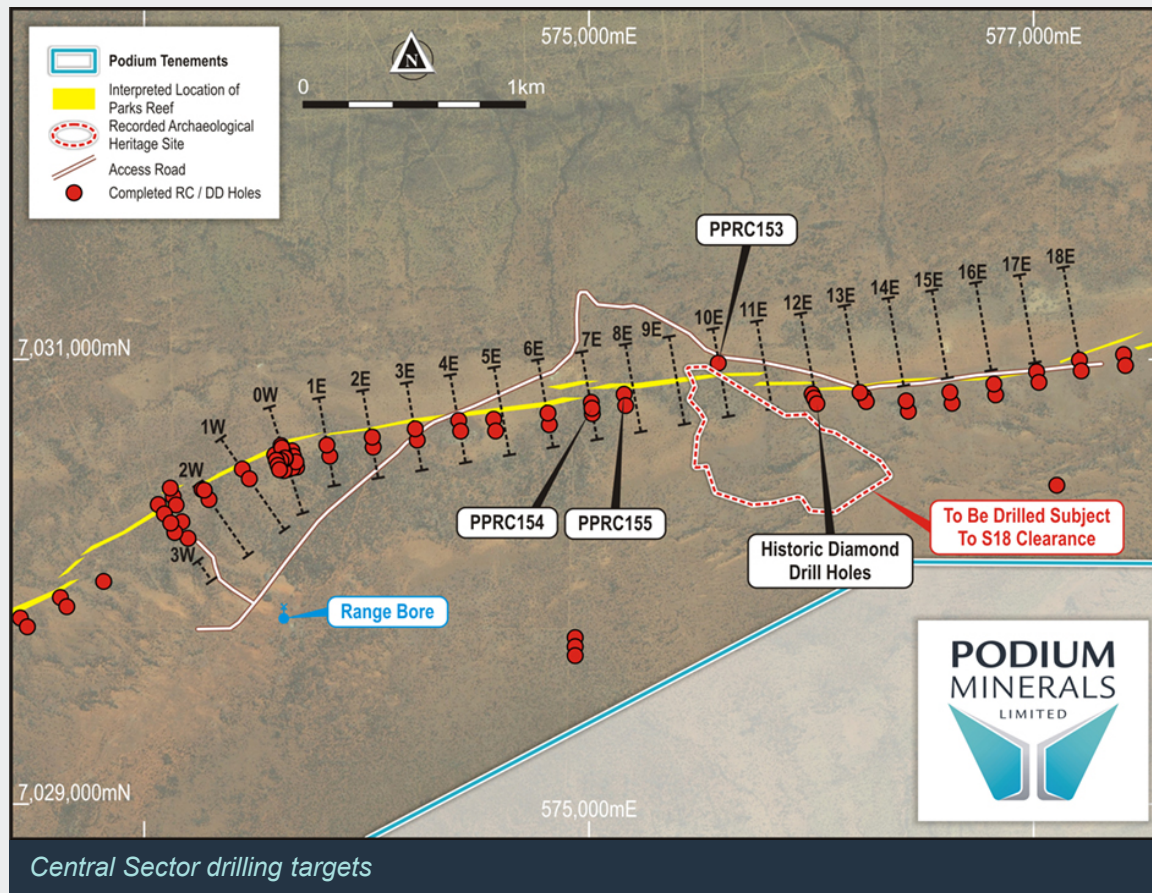 575,000mE
577,000mE
Podium Tenements
Interpreted Location of
Parks Reef
Recorded Archaeological
Heritage Site
Access Road
Completed RC / DD Holes
N
0
1km
PPRC153
18E
17E
16E
15E
14E
13E
12E
11E
10E
9E
8E
7E
6E
5E
4E
3E
2E
1E
0W
1W
2W
3W
7,031,000mN
PPRC154
PPRC155
Historic Diamond
Drill Holes
To Be Drilled Subject
To S18 Clearance
Range Bore
PODIUM
MINERALS
LIMITED
7,029,000mN
575,000mE
Central Sector drilling targets